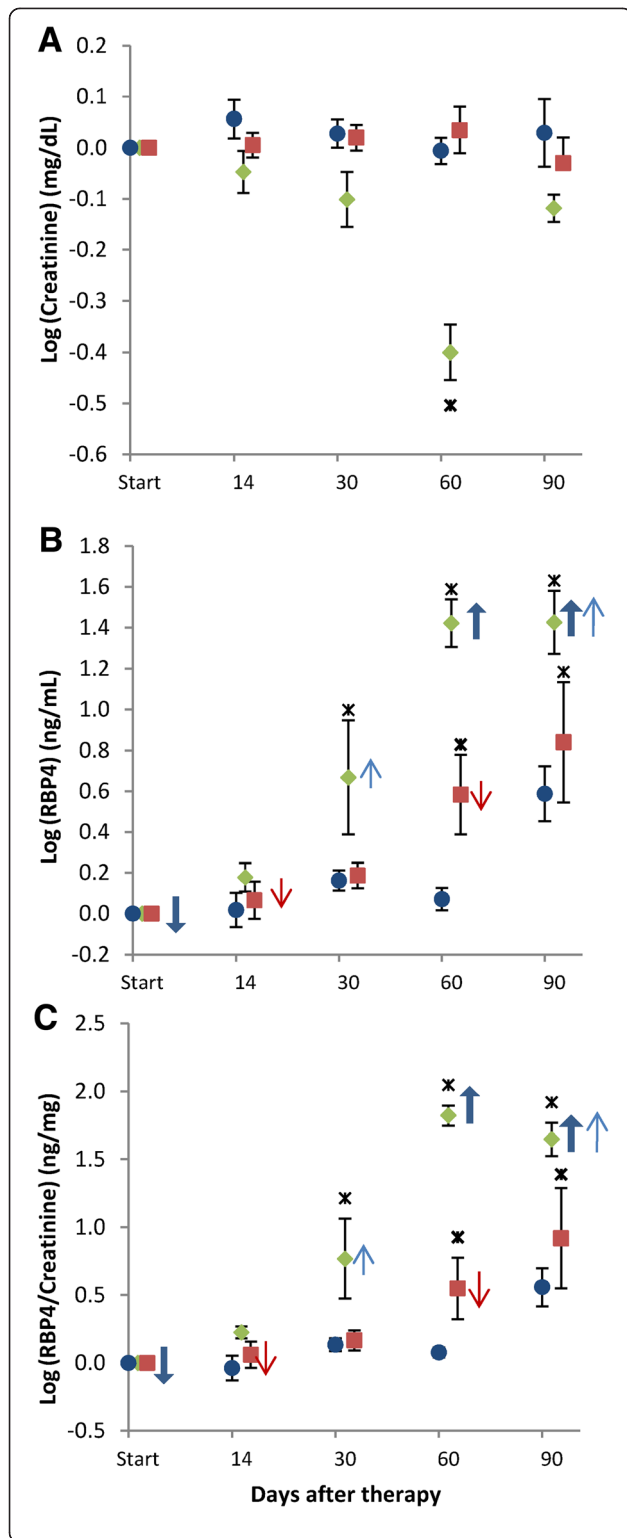 A
Log (Creatinine) (mg/dL)
0.2
0.1
0.0
-0.1
-0.2
-0.3
-0.4
-0.5
-0.6
Start 14 30 60 90
B
Log (RBP4) (ng/mL)
1.8
1.6
1.4
1.2
1.0
0.8
0.6
0.4
0.2
0.0
-0.2
Start 14 30 60 90
C
Log (RBP4/Creatinine) (ng/mg)
2.5
2.0
1.5
1.0
0.5
0.0
-0.5
Start 14 30 60 90
Days after therapy